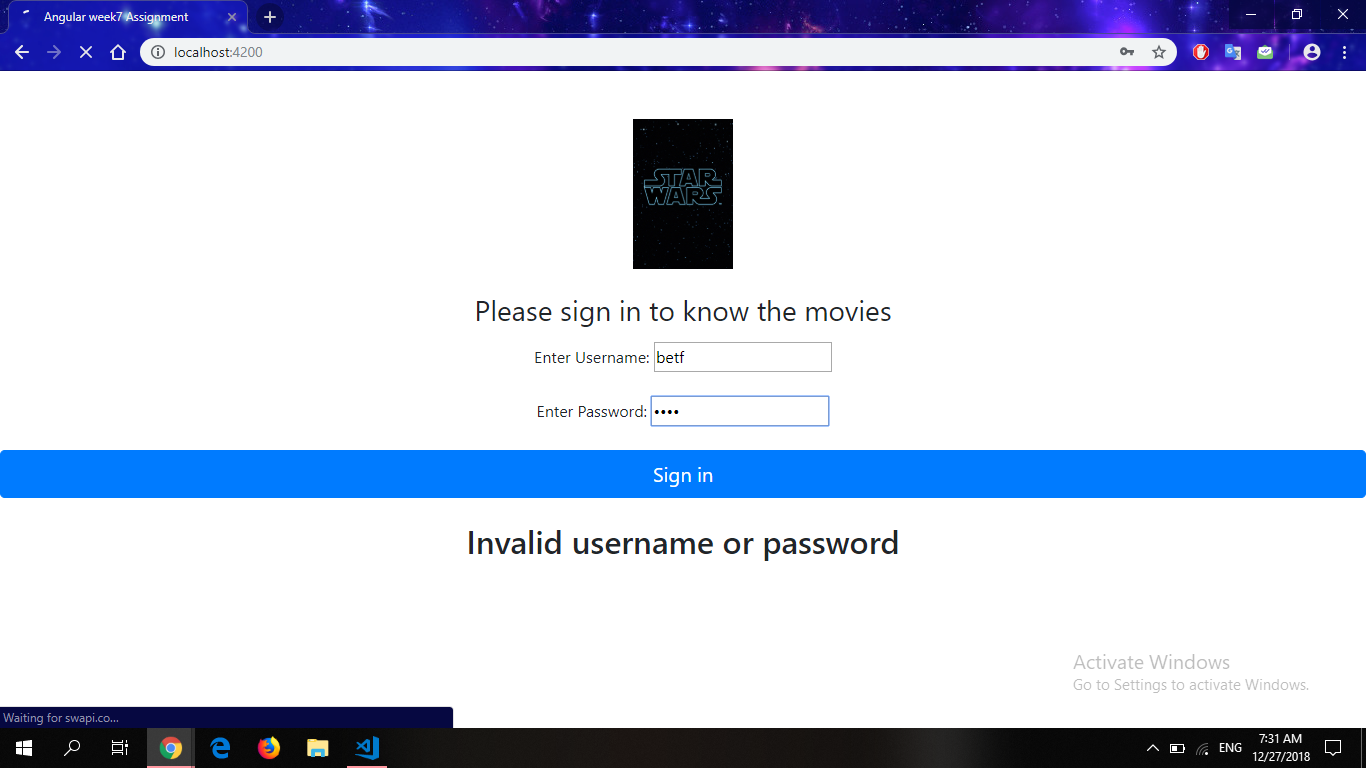 Angular week7 Assignment
localhost:4200
STAR
WARS
Please sign in to know the movies
Enter Username: betf
Enter Password: ••••
Sign in
Invalid username or password
Activate Windows
Go to Settings to activate Windows.
Waiting for swapi.co...
ENG
7:31 AM
12/27/2018